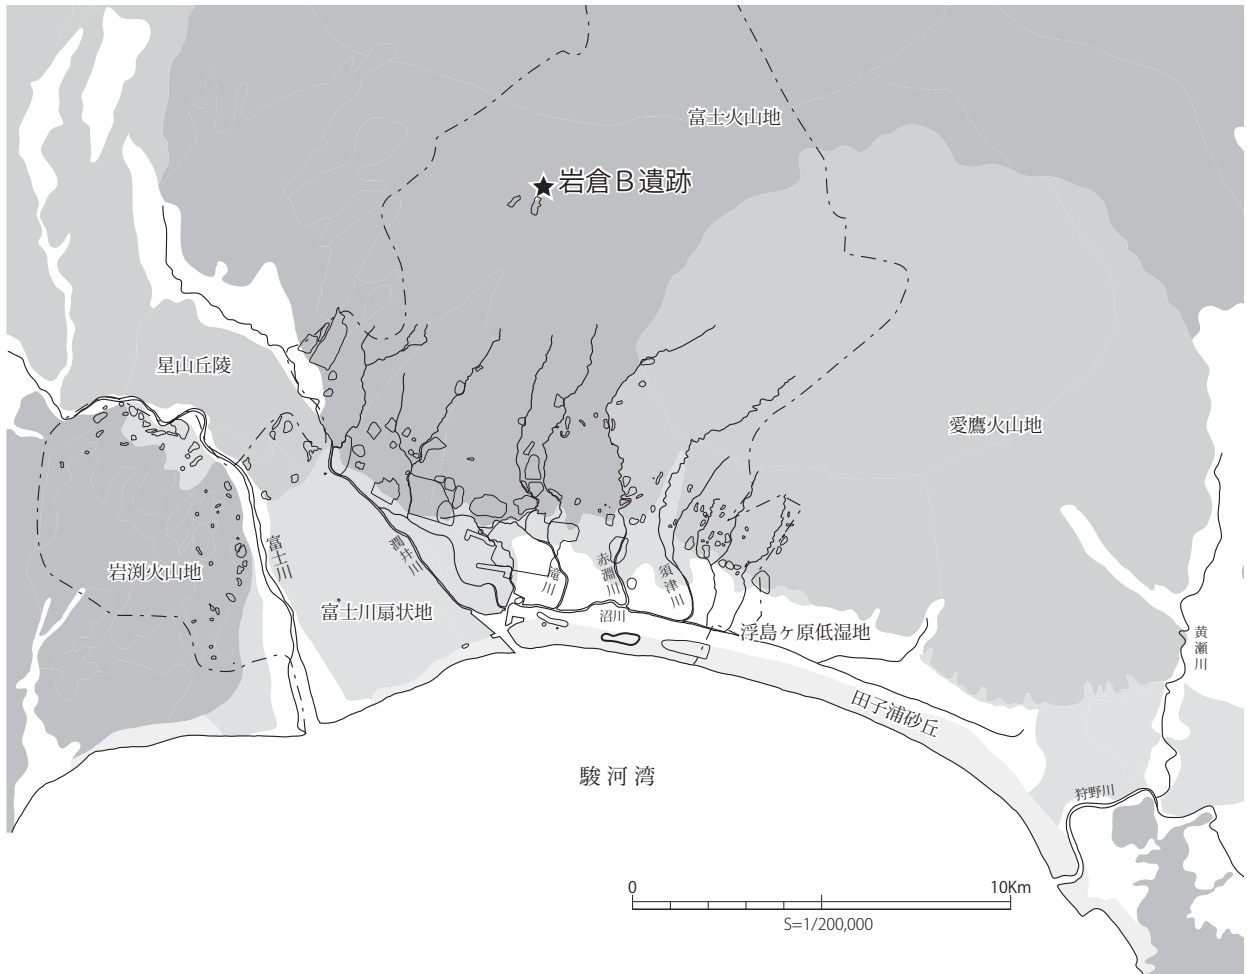 富士火山地
岩倉B遺跡
星山丘陵
愛鷹火山地
岩渕火山地
富士川
潤井川
滝川
赤淵川
須津川
富士川扇状地
沼川
浮島ヶ原低湿地
黄瀬川
田子浦砂丘
駿河湾
狩野川
0
10Km
S=1/200,000